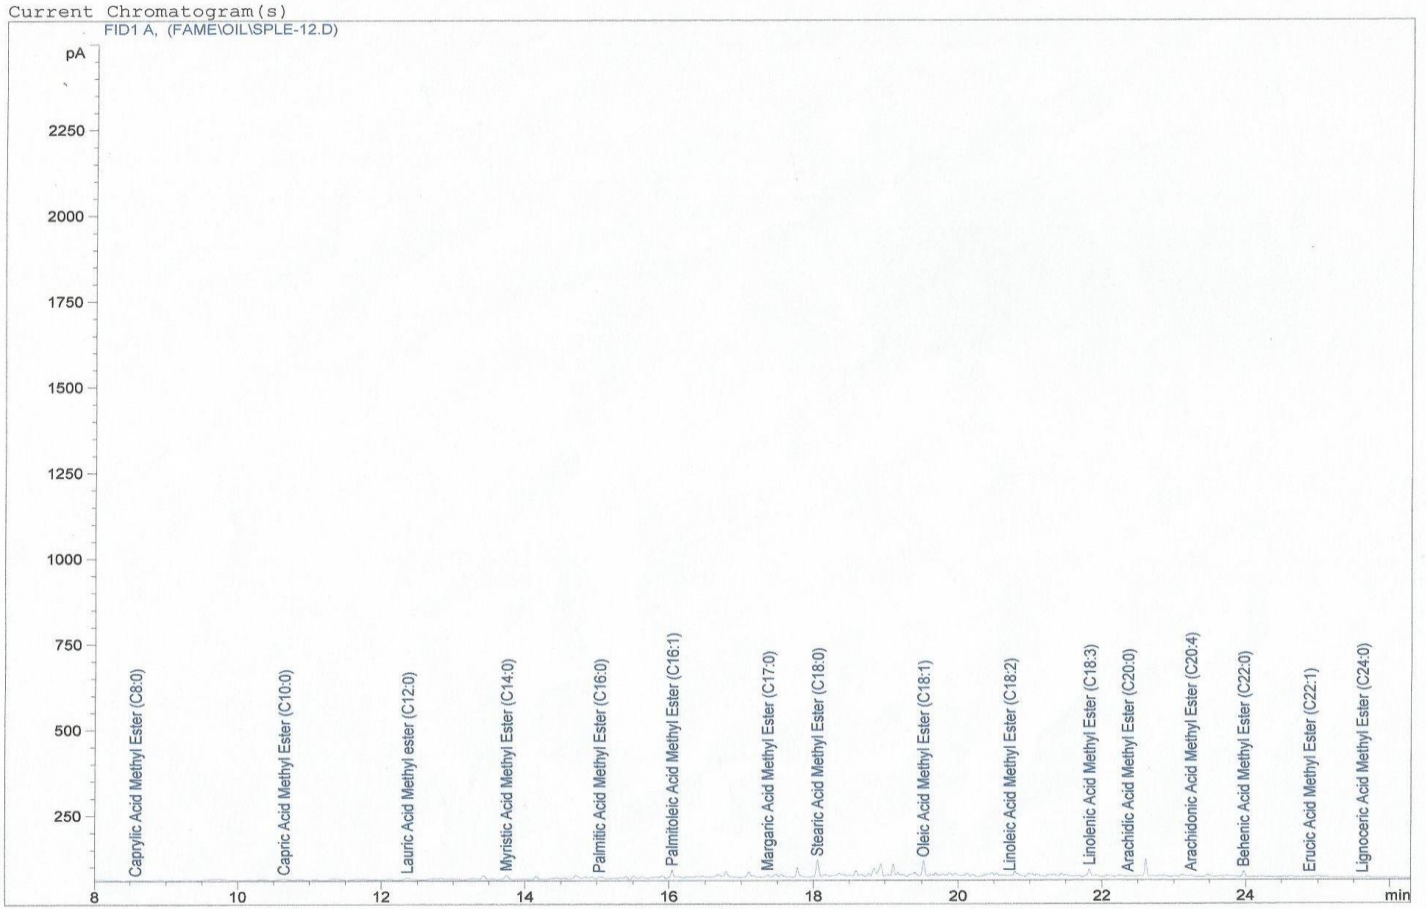 Current Chromatogram(s)
FID1 A, (FAME\OIL\SPLE-12.D)
pA
2250
2000
1750
1500
1250
1000
750
500
250
Caprylic Acid Methyl Ester (C8:0)
Capric Acid Methyl Ester (C10:0)
Lauric Acid Methyl ester (C12:0)
Myristic Acid Methyl Ester (C14:0)
Palmitic Acid Methyl Ester (C16:0)
Palmitoleic Acid Methyl Ester (C16:1)
Margaric Acid Methyl Ester (C17:0)
Stearic Acid Methyl Ester (C18:0)
Oleic Acid Methyl Ester (C18:1)
Linoleic Acid Methyl Ester (C18:2)
Linolenic Acid Methyl Ester (C18:3)
Arachidic Acid Methyl Ester (C20:0)
Arachidonic Acid Methyl Ester (C20:4)
Behenic Acid Methyl Ester (C22:0)
Erucic Acid Methyl Ester (C22:1)
Lignoceric Acid Methyl Ester (C24:0)
8 10 12 14 16 18 20 22 24 min